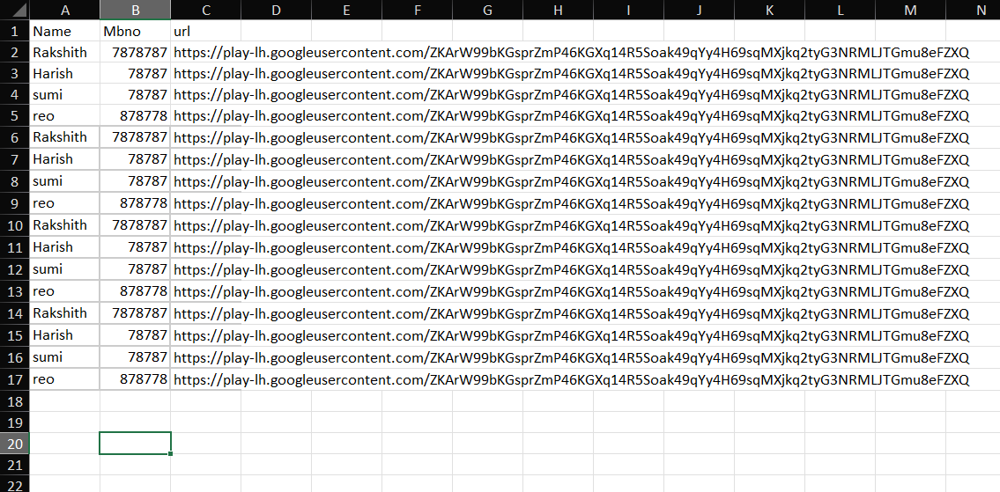 A B C D E F G H I J K L M N
1 Name Mbno url
2 Rakshith 7878787 https://play-lh.googleusercontent.com/ZKArW99bKGsprZmP46KGXq14R5Soak49qYy4H69sqMXjkq2tyG3NRMLJTGmu8eFZXQ
3 Harish 78787 https://play-lh.googleusercontent.com/ZKArW99bKGsprZmP46KGXq14R5Soak49qYy4H69sqMXjkq2tyG3NRMLJTGmu8eFZXQ
4 sumi 78787 https://play-lh.googleusercontent.com/ZKArW99bKGsprZmP46KGXq14R5Soak49qYy4H69sqMXjkq2tyG3NRMLJTGmu8eFZXQ
5 reo 878778 https://play-lh.googleusercontent.com/ZKArW99bKGsprZmP46KGXq14R5Soak49qYy4H69sqMXjkq2tyG3NRMLJTGmu8eFZXQ
6 Rakshith 7878787 https://play-lh.googleusercontent.com/ZKArW99bKGsprZmP46KGXq14R5Soak49qYy4H69sqMXjkq2tyG3NRMLJTGmu8eFZXQ
7 Harish 78787 https://play-lh.googleusercontent.com/ZKArW99bKGsprZmP46KGXq14R5Soak49qYy4H69sqMXjkq2tyG3NRMLJTGmu8eFZXQ
8 sumi 78787 https://play-lh.googleusercontent.com/ZKArW99bKGsprZmP46KGXq14R5Soak49qYy4H69sqMXjkq2tyG3NRMLJTGmu8eFZXQ
9 reo 878778 https://play-lh.googleusercontent.com/ZKArW99bKGsprZmP46KGXq14R5Soak49qYy4H69sqMXjkq2tyG3NRMLJTGmu8eFZXQ
10 Rakshith 7878787 https://play-lh.googleusercontent.com/ZKArW99bKGsprZmP46KGXq14R5Soak49qYy4H69sqMXjkq2tyG3NRMLJTGmu8eFZXQ
11 Harish 78787 https://play-lh.googleusercontent.com/ZKArW99bKGsprZmP46KGXq14R5Soak49qYy4H69sqMXjkq2tyG3NRMLJTGmu8eFZXQ
12 sumi 78787 https://play-lh.googleusercontent.com/ZKArW99bKGsprZmP46KGXq14R5Soak49qYy4H69sqMXjkq2tyG3NRMLJTGmu8eFZXQ
13 reo 878778 https://play-lh.googleusercontent.com/ZKArW99bKGsprZmP46KGXq14R5Soak49qYy4H69sqMXjkq2tyG3NRMLJTGmu8eFZXQ
14 Rakshith 7878787 https://play-lh.googleusercontent.com/ZKArW99bKGsprZmP46KGXq14R5Soak49qYy4H69sqMXjkq2tyG3NRMLJTGmu8eFZXQ
15 Harish 78787 https://play-lh.googleusercontent.com/ZKArW99bKGsprZmP46KGXq14R5Soak49qYy4H69sqMXjkq2tyG3NRMLJTGmu8eFZXQ
16 sumi 78787 https://play-lh.googleusercontent.com/ZKArW99bKGsprZmP46KGXq14R5Soak49qYy4H69sqMXjkq2tyG3NRMLJTGmu8eFZXQ
17 reo 878778 https://play-lh.googleusercontent.com/ZKArW99bKGsprZmP46KGXq14R5Soak49qYy4H69sqMXjkq2tyG3NRMLJTGmu8eFZXQ
18
19
20
21
22